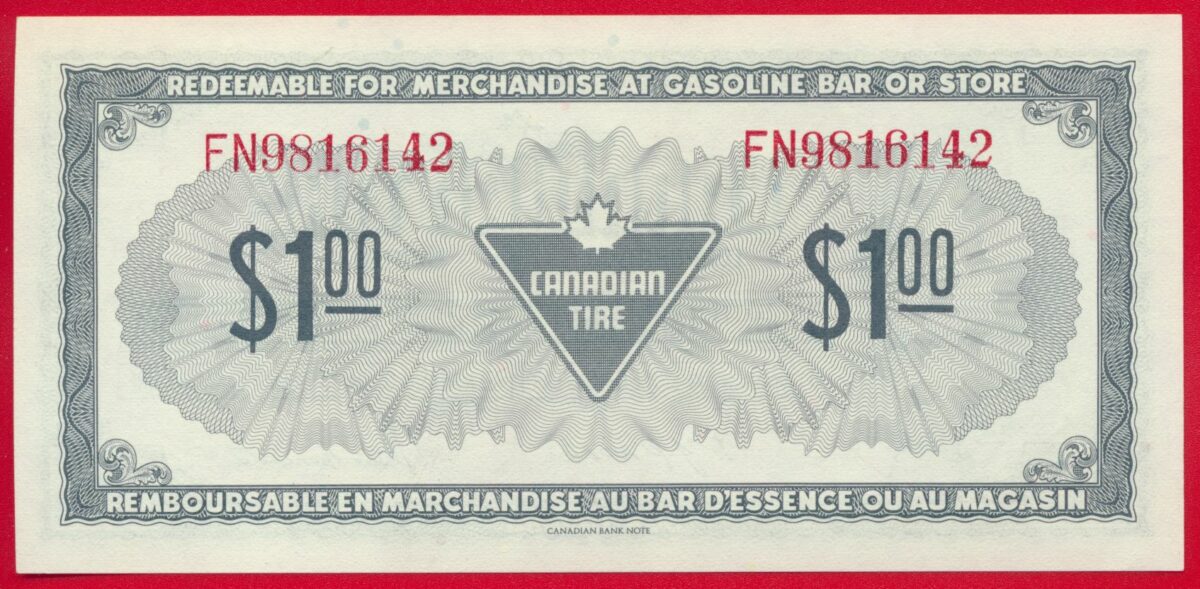 REDEEMABLE FOR MERCHANDISE AT GASOLINE BAR OR STORE
FN9816142 FN9816142
$1.00 $1.00
CANADIAN
TIRE
REMBOURSABLE EN MARCHANDISE AU BAR D'ESSENCE OU AU MAGASIN
CANADIAN BANK NOTE